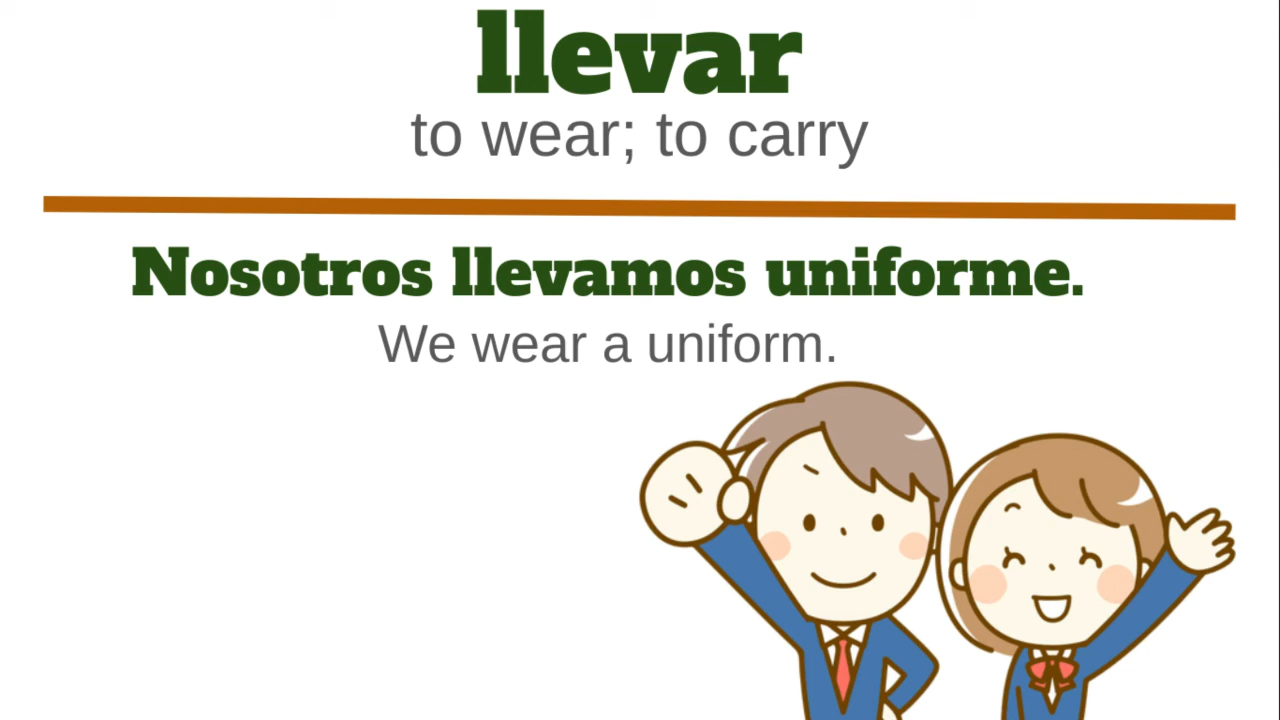 llevar
to wear; to carry
Nosotros llevamos uniforme.
We wear a uniform.